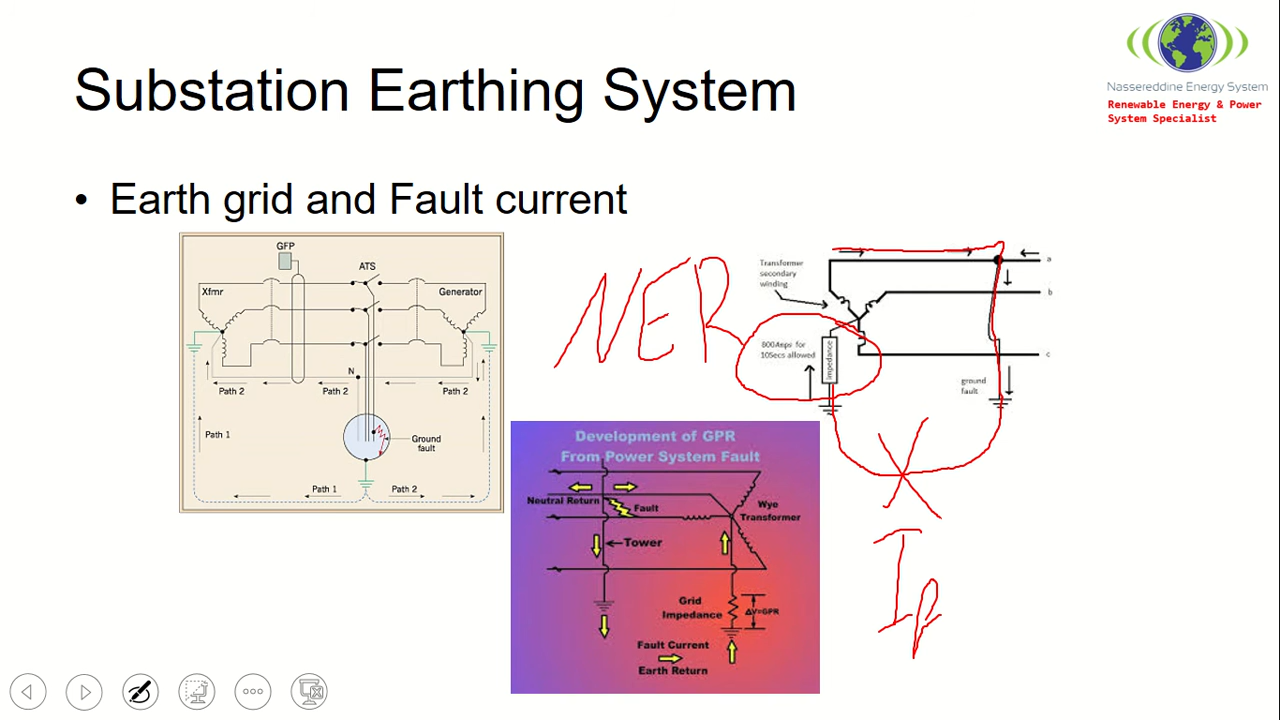 Substation Earthing System
Nassereddine Energy System
Renewable Energy & Power
System Specialist
• Earth grid and Fault current
GFP
ATS
Xfmr
Generator
N
Path 2
Path 2
Path 2
Path 1
Ground
fault
Path 1
Path 2
NER
Transformer
secondary
winding
a
b
c
800Amps for
10Secs allowed
impedance
ground
fault
Development of GPR
From Power System Fault
Neutral Return
Fault
Wye
Transformer
Tower
Grid
Impedance
ΔV=GPR
Fault Current
Earth Return